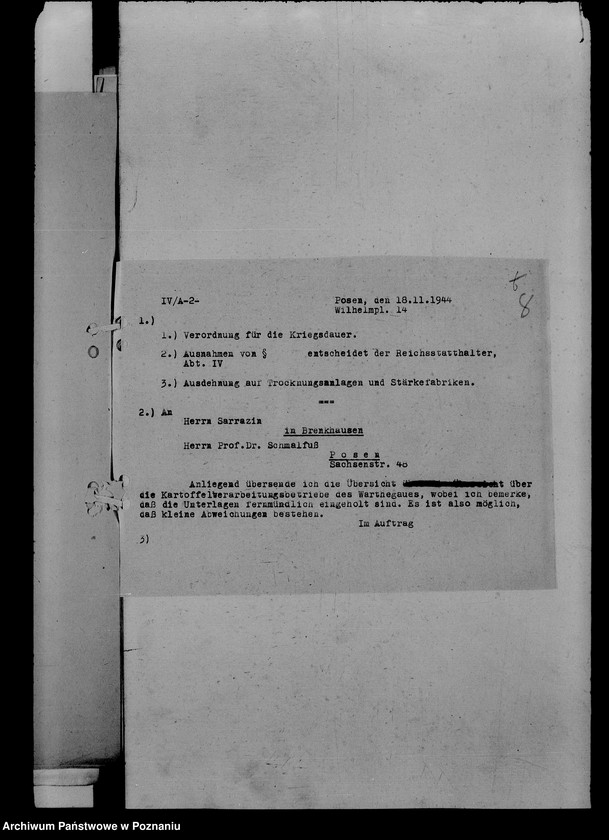 8
IV/A-2- Posen, den 18.11.1944
Wilhelmpl. 14
1.)
1.) Verordnung für die Kriegsdauer.
2.) Ausnahmen von § entscheidet der Reichsstatthalter,
Abt. IV
3.) Ausdehnung auf Trocknungsanlagen und Stärkefabriken.
===
2.) An
Herrn Sarrazin
in Brenkhausen
Herrn Prof.Dr. Schmalfuß
P o s e n
Sachsenstr. 40
Anliegend übersende ich die Übersicht über
die Kartoffelverarbeitungsbetriebe des Warthegaues, wobei ich bemerke,
daß die Unterlagen fernmündlich eingeholt sind. Es ist also möglich,
daß kleine Abweichungen bestehen.
Im Auftrag
3)
Archiwum Państwowe w Poznaniu